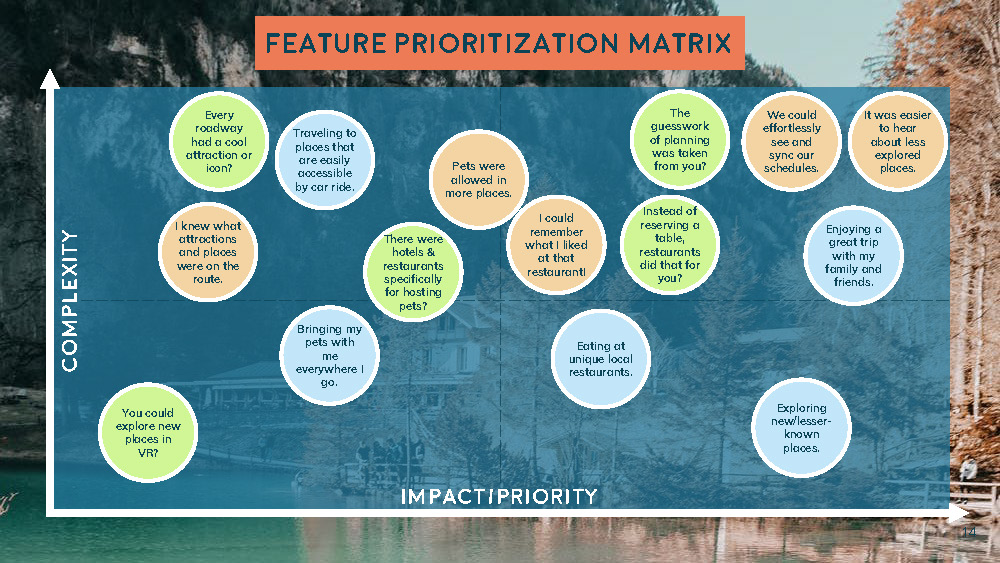 FEATURE PRIORITIZATION MATRIX
Every
roadway
had a cool
attraction or
icon?
Traveling to
places that
are easily
accessible
by car ride.
Pets were
allowed in
more places.
The
guesswork
of planning
was taken
from you?
We could
effortlessly
see and
sync our
schedules.
It was easier
to hear
about less
explored
places.
I knew what
attractions
and places
were on the
route.
There were
hotels &
restaurants
specifically
for hosting
pets?
I could
remember
what I liked
at that
restaurant!
Instead of
reserving a
table,
restaurants
did that for
you?
Enjoying a
great trip
with my
family and
friends.
COMPLEXITY
Bringing my
pets with
me
everywhere I
go.
Eating at
unique local
restaurants.
You could
explore new
places in
VR?
Exploring
new/lesser-
known
places.
IMPACT/PRIORITY
14